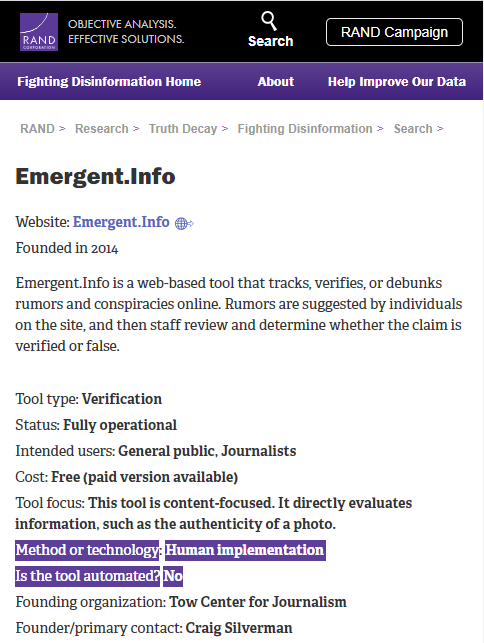 RAND
CORPORATION
OBJECTIVE ANALYSIS.
EFFECTIVE SOLUTIONS.
Search
RAND Campaign
Fighting Disinformation Home About Help Improve Our Data
RAND > Research > Truth Decay > Fighting Disinformation > Search >
Emergent.Info
Website: Emergent.Info
Founded in 2014
Emergent.Info is a web-based tool that tracks, verifies, or debunks
rumors and conspiracies online. Rumors are suggested by individuals
on the site, and then staff review and determine whether the claim is
verified or false.
Tool type: Verification
Status: Fully operational
Intended users: General public, Journalists
Cost: Free (paid version available)
Tool focus: This tool is content-focused. It directly evaluates
information, such as the authenticity of a photo.
Method or technology: Human implementation
Is the tool automated? No
Founding organization: Tow Center for Journalism
Founder/primary contact: Craig Silverman